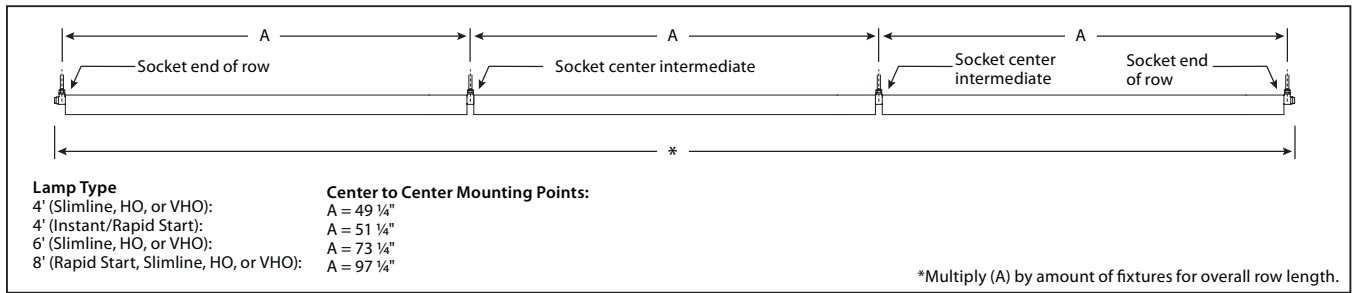 A A A
Socket end of row
Socket center intermediate
Socket center
intermediate
Socket end
of row
*
Lamp Type
4' (Slimline, HO, or VHO):
4' (Instant/Rapid Start):
6' (Slimline, HO, or VHO):
8' (Rapid Start, Slimline, HO, or VHO):
Center to Center Mounting Points:
A = 49 ¼"
A = 51 ¼"
A = 73 ¼"
A = 97 ¼"
*Multiply (A) by amount of fixtures for overall row length.